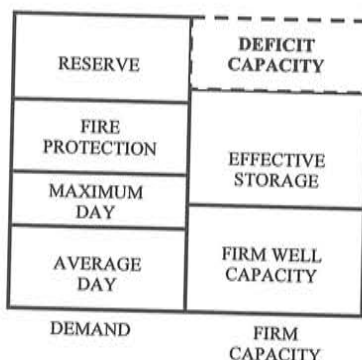 RESERVE
FIRE
PROTECTION
MAXIMUM
DAY
AVERAGE
DAY
DEMAND
DEFICIT
CAPACITY
EFFECTIVE
STORAGE
FIRM WELL
CAPACITY
FIRM
CAPACITY